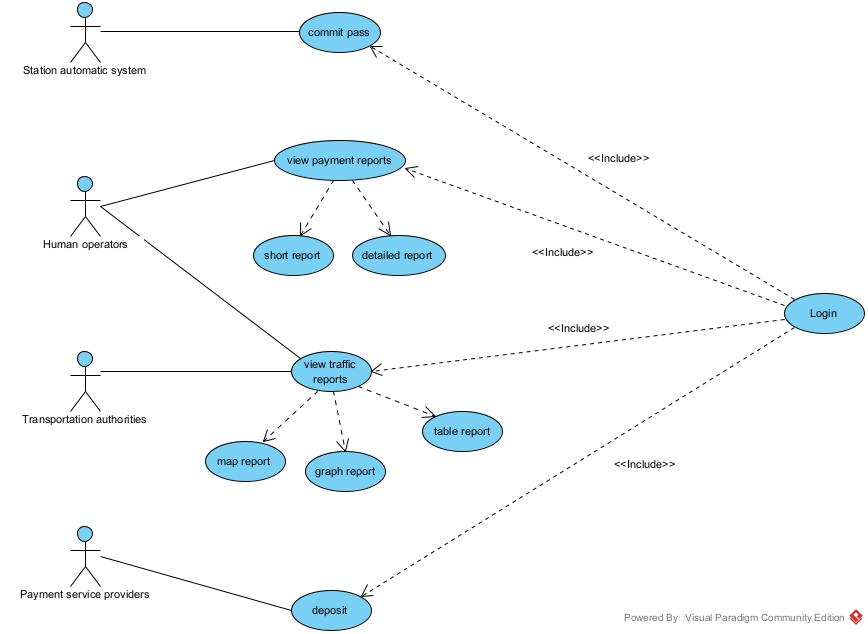 commit pass
Station automatic system
<<Include>>
view payment reports
Human operators
short report
detailed report
<<Include>>
Login
<<Include>>
view traffic
reports
Transportation authorities
table report
map report
graph report
<<Include>>
Payment service providers
deposit
Powered By Visual Paradigm Community Edition